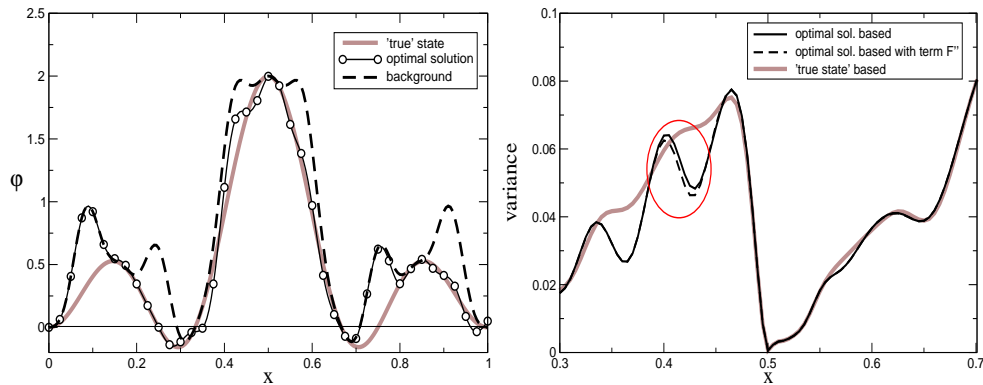 2.5
2
1.5
1
0.5
0
φ
0
0.2
0.4
0.6
0.8
1
x
'true' state
optimal solution
background
0.1
0.08
0.06
0.04
0.02
0
variance
0.3
0.4
0.5
0.6
0.7
x
optimal sol. based
optimal sol. based with term F''
'true state' based